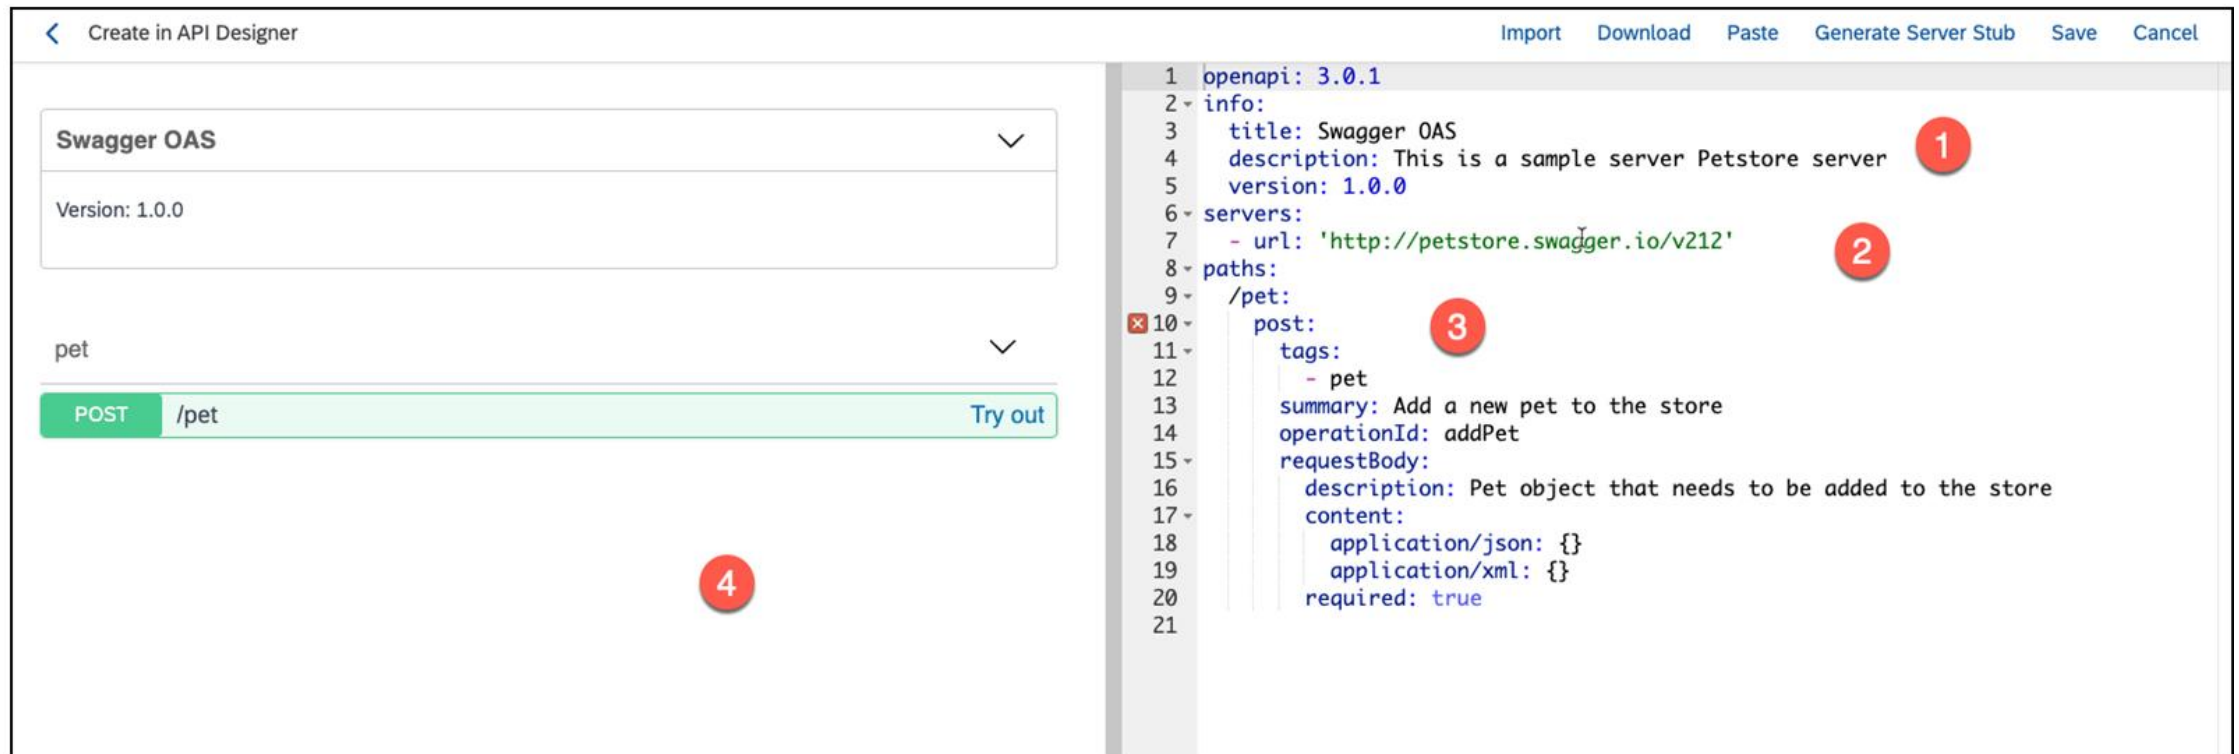 Create in API Designer
Import Download Paste Generate Server Stub Save Cancel
Swagger OAS
Version: 1.0.0
pet
POST /pet Try out
4
1 openapi: 3.0.1
2 info:
3 title: Swagger OAS
4 description: This is a sample server Petstore server
5 version: 1.0.0
1
6 servers:
7 - url: 'http://petstore.swagger.io/v212'
2
8 paths:
9 /pet:
10 post:
3
11 tags:
12 - pet
13 summary: Add a new pet to the store
14 operationId: addPet
15 requestBody:
16 description: Pet object that needs to be added to the store
17 content:
18 application/json: {}
19 application/xml: {}
20 required: true
21